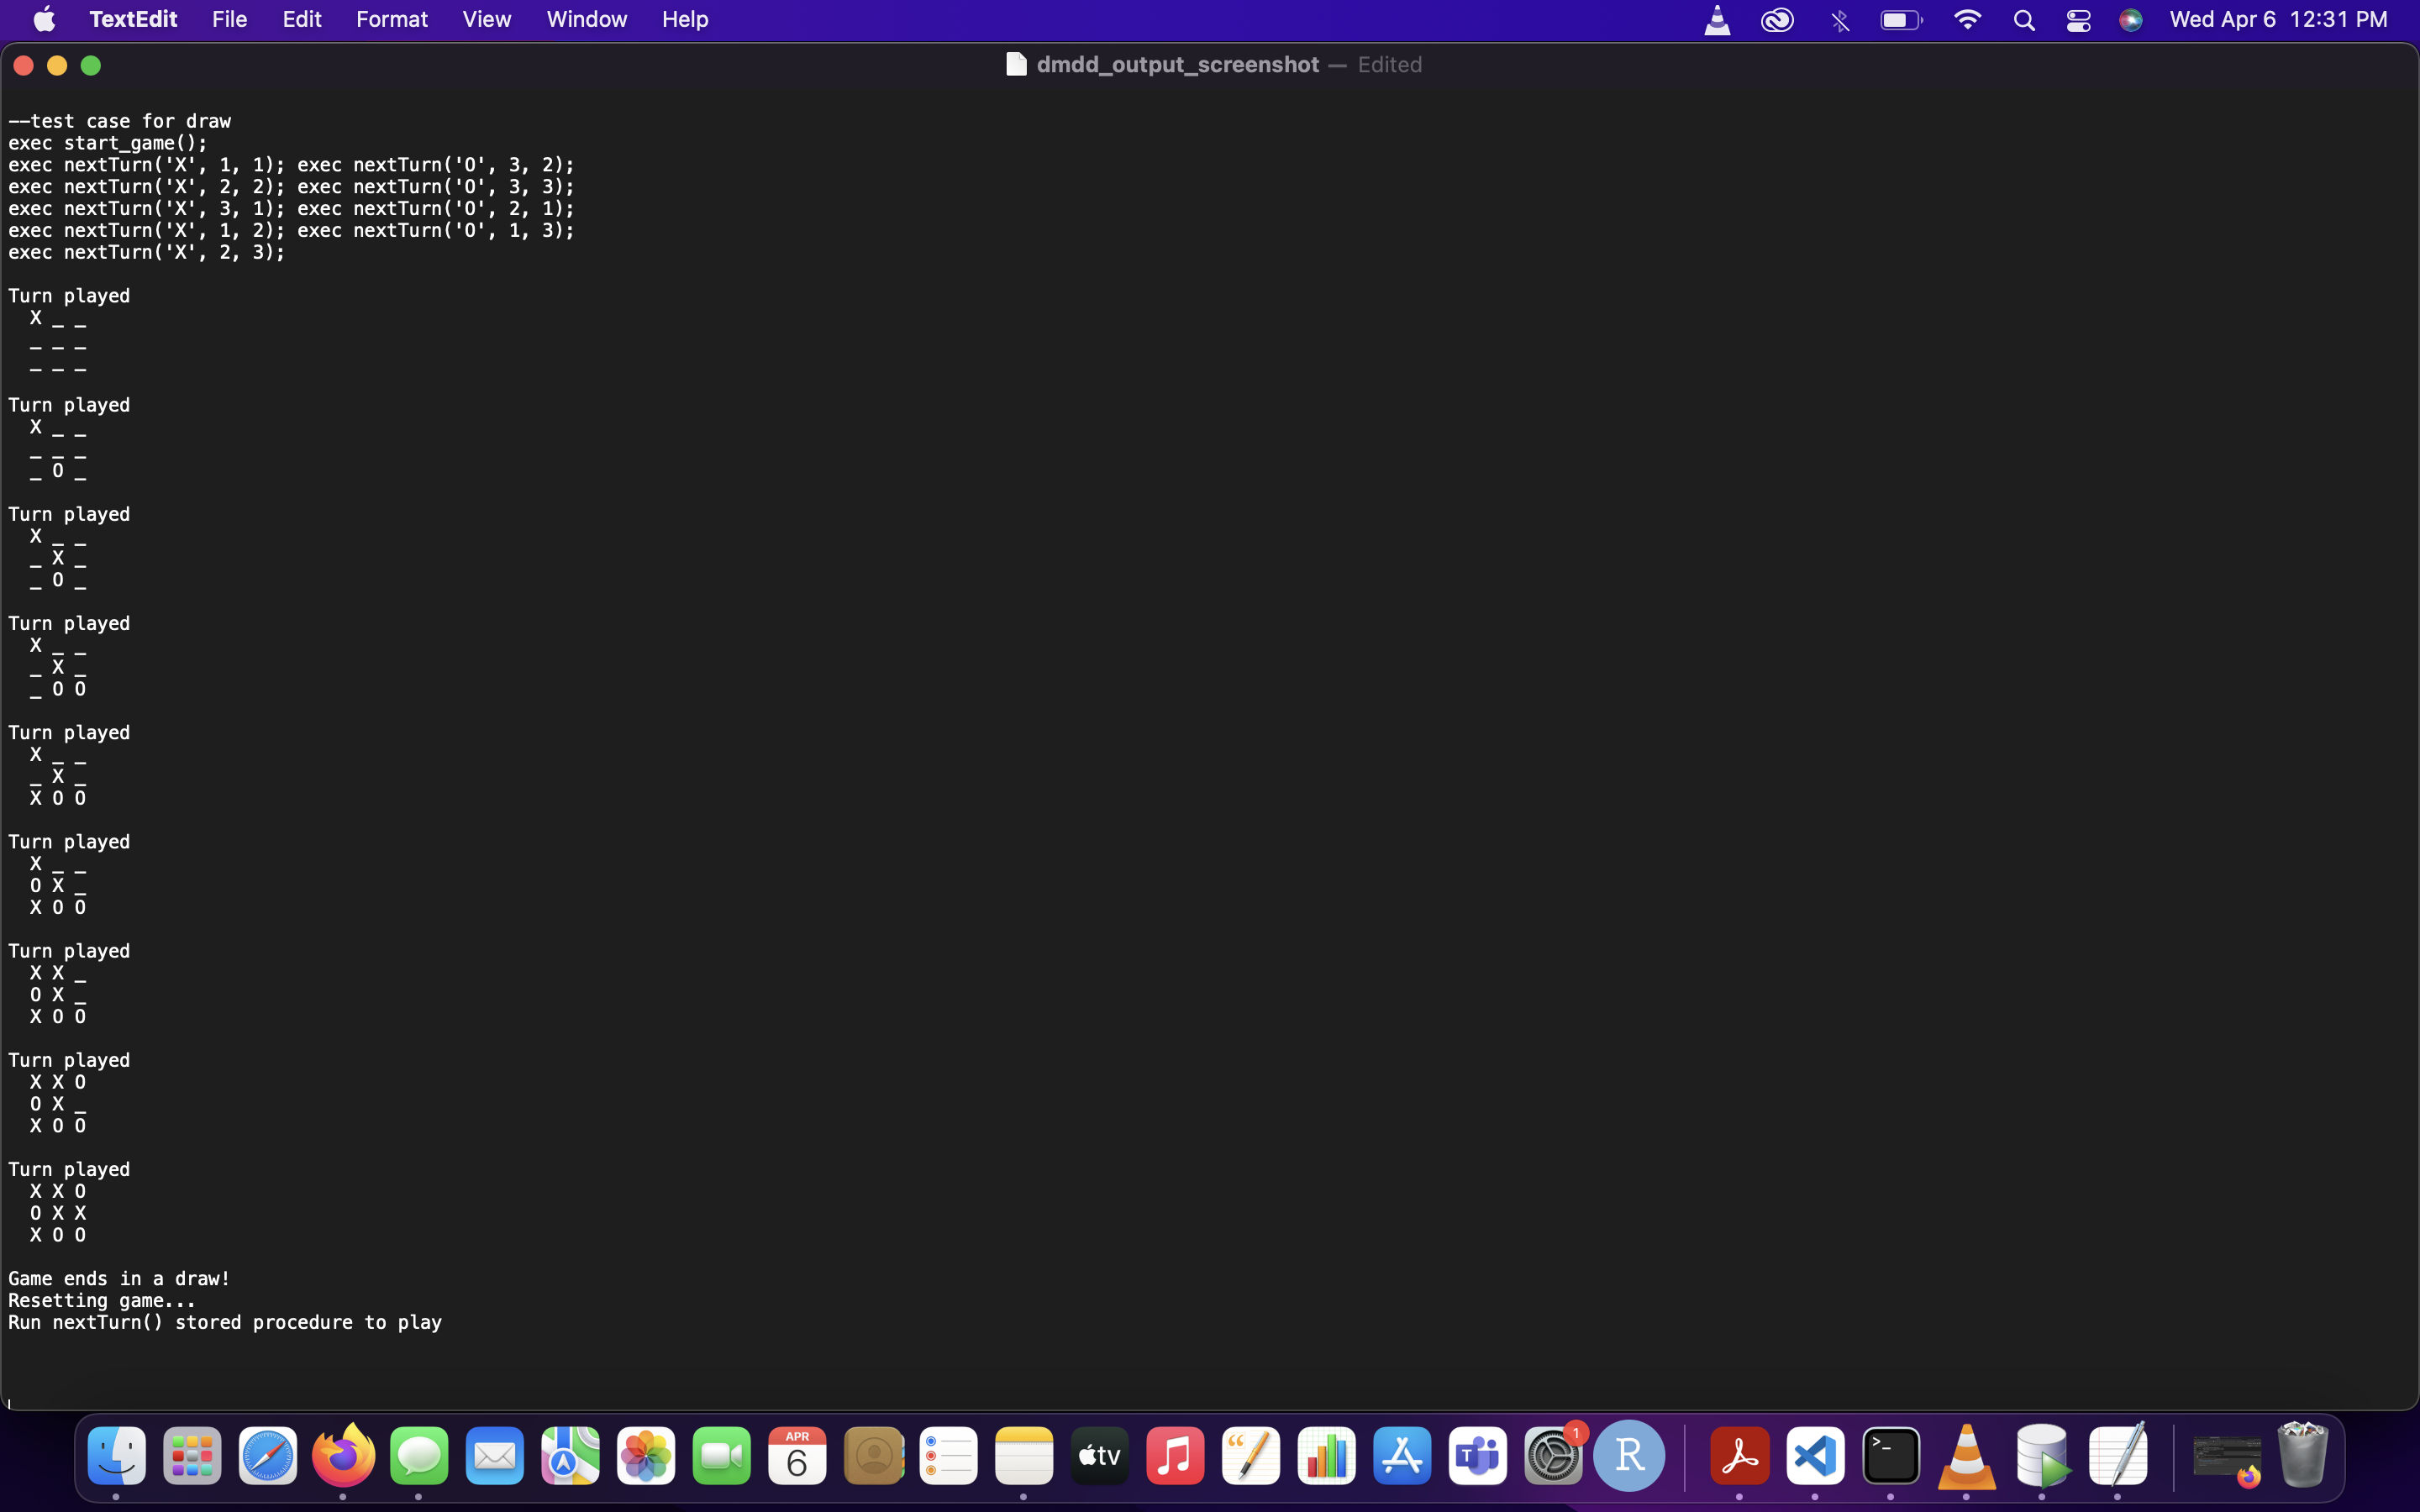 TextEdit File Edit Format View Window Help Wed Apr 6 12:31 PM
dmdd_output_screenshot — Edited
--test case for draw
exec start_game();
exec nextTurn('X', 1, 1); exec nextTurn('O', 3, 2);
exec nextTurn('X', 2, 2); exec nextTurn('O', 3, 3);
exec nextTurn('X', 3, 1); exec nextTurn('O', 2, 1);
exec nextTurn('X', 1, 2); exec nextTurn('O', 1, 3);
exec nextTurn('X', 2, 3);
Turn played
X _ _
_ _ _
_ _ _
Turn played
X _ _
_ _ _
_ O _
Turn played
X _ _
_ X _
_ O _
Turn played
X _ _
_ X _
_ O O
Turn played
X _ _
_ X _
X O O
Turn played
X _ _
O X _
X O O
Turn played
X X _
O X _
X O O
Turn played
X X O
O X _
X O O
Turn played
X X O
O X X
X O O
Game ends in a draw!
Resetting game...
Run nextTurn() stored procedure to play
APR
6
tv
T
1
R
>_